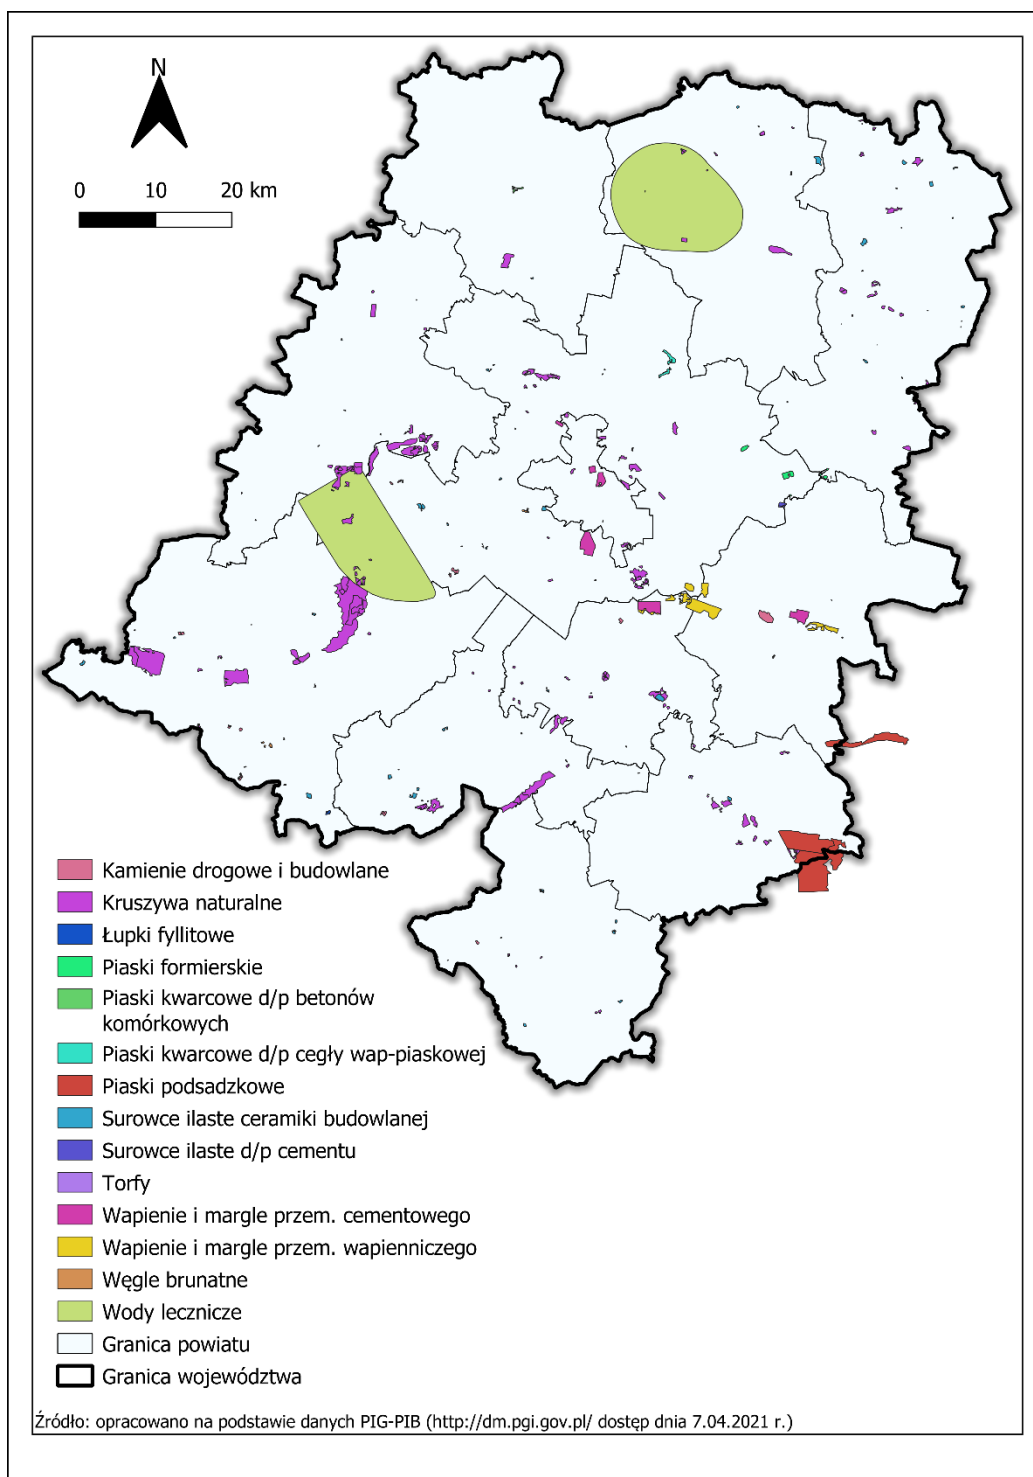 N
0 10 20 km
Kamienie drogowe i budowlane
Kruszywa naturalne
Łupki fyllitowe
Piaski formierskie
Piaski kwarcowe d/p betonów
komórkowych
Piaski kwarcowe d/p cegły wap-piaskowej
Piaski podsadzkowe
Surowce ilaste ceramiki budowlanej
Surowce ilaste d/p cementu
Torfy
Wapienie i margle przem. cementowego
Wapienie i margle przem. wapienniczego
Węgle brunatne
Wody lecznicze
Granica powiatu
Granica województwa
Źródło: opracowano na podstawie danych PIG-PIB (http://dm.pgi.gov.pl/ dostęp dnia 7.04.2021 r.)